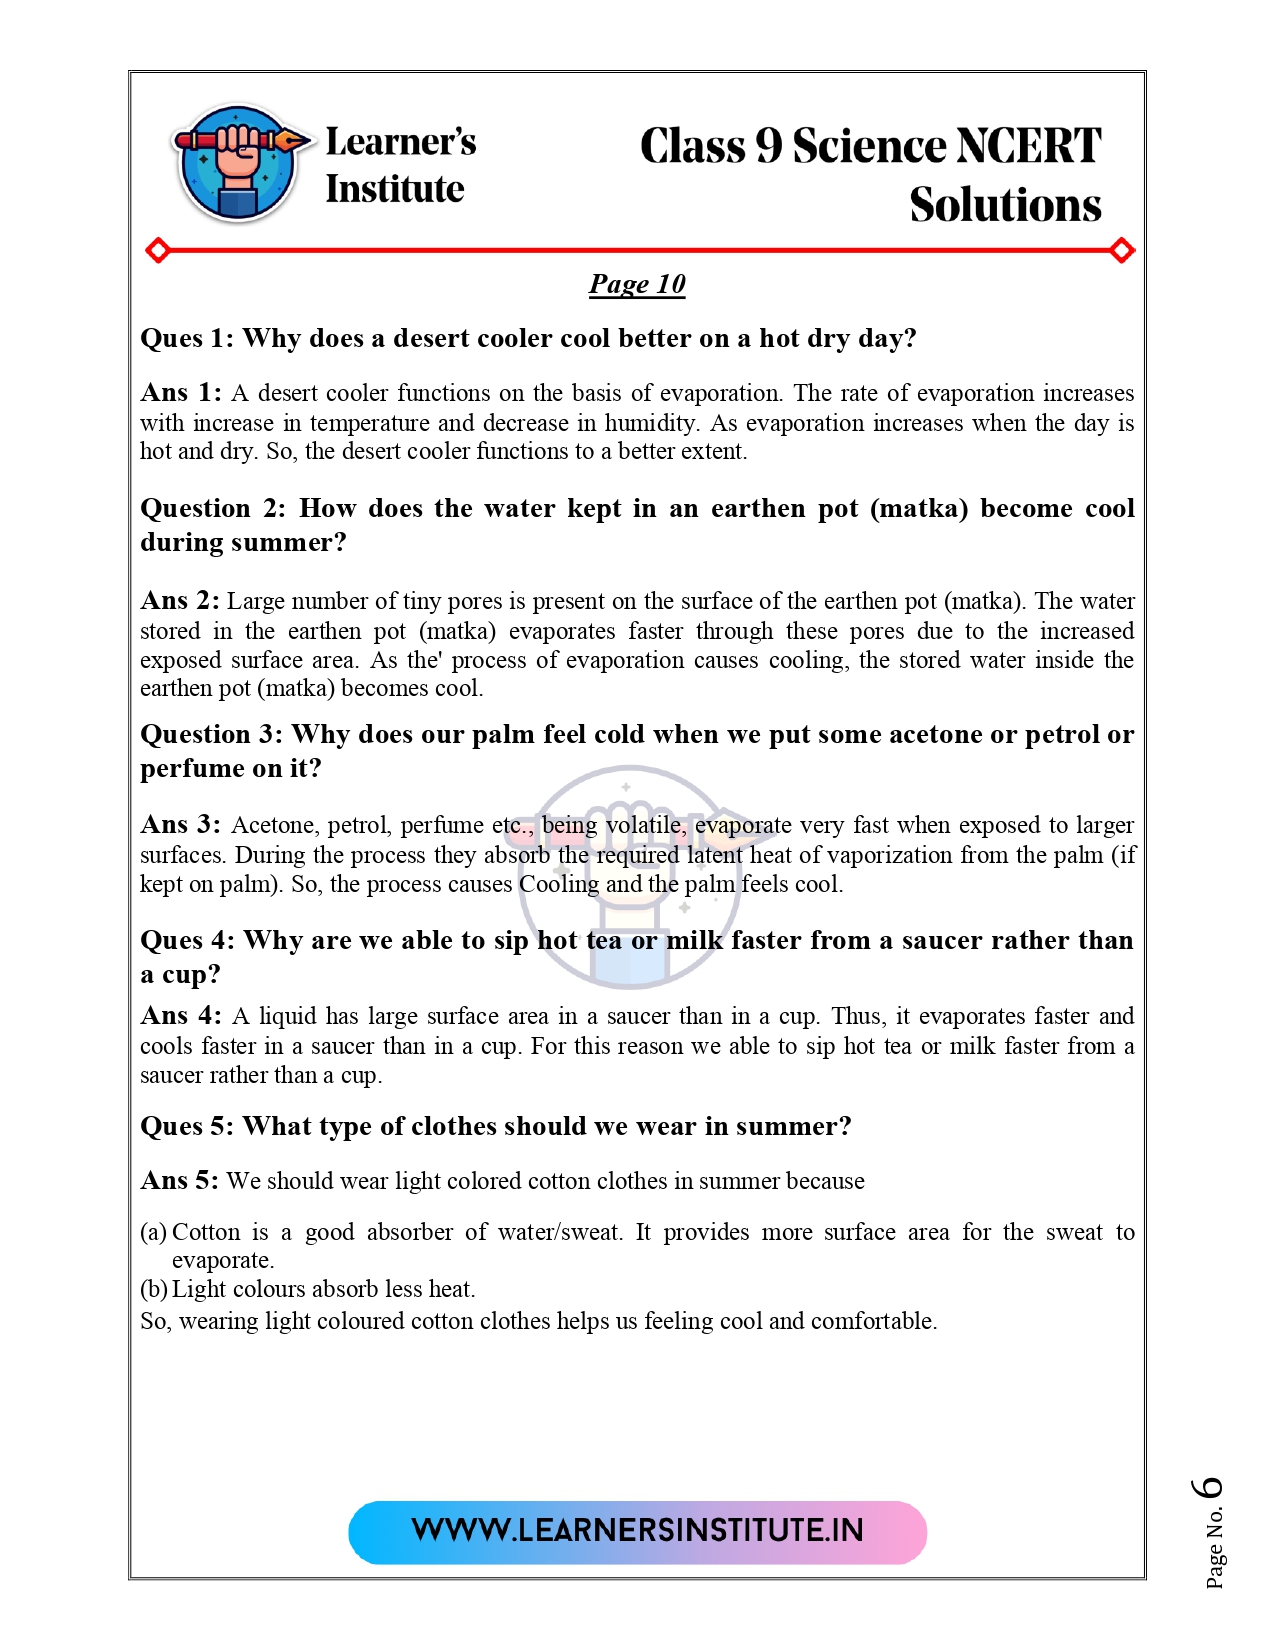 Learner's
Institute
Class 9 Science NCERT
Solutions
Page 10
Ques 1: Why does a desert cooler cool better on a hot dry day?
Ans 1: A desert cooler functions on the basis of evaporation. The rate of evaporation increases
with increase in temperature and decrease in humidity. As evaporation increases when the day is
hot and dry. So, the desert cooler functions to a better extent.
Question 2: How does the water kept in an earthen pot (matka) become cool
during summer?
Ans 2: Large number of tiny pores is present on the surface of the earthen pot (matka). The water
stored in the earthen pot (matka) evaporates faster through these pores due to the increased
exposed surface area. As the' process of evaporation causes cooling, the stored water inside the
earthen pot (matka) becomes cool.
Question 3: Why does our palm feel cold when we put some acetone or petrol or
perfume on it?
Ans 3: Acetone, petrol, perfume etc., being volatile, evaporate very fast when exposed to larger
surfaces. During the process they absorb the required latent heat of vaporization from the palm (if
kept on palm). So, the process causes Cooling and the palm feels cool.
Ques 4: Why are we able to sip hot tea or milk faster from a saucer rather than
a cup?
Ans 4: A liquid has large surface area in a saucer than in a cup. Thus, it evaporates faster and
cools faster in a saucer than in a cup. For this reason we able to sip hot tea or milk faster from a
saucer rather than a cup.
Ques 5: What type of clothes should we wear in summer?
Ans 5: We should wear light colored cotton clothes in summer because
(a) Cotton is a good absorber of water/sweat. It provides more surface area for the sweat to
evaporate.
(b) Light colours absorb less heat.
So, wearing light coloured cotton clothes helps us feeling cool and comfortable.
WWW.LEARNERSINSTITUTE.IN
Page No. 6